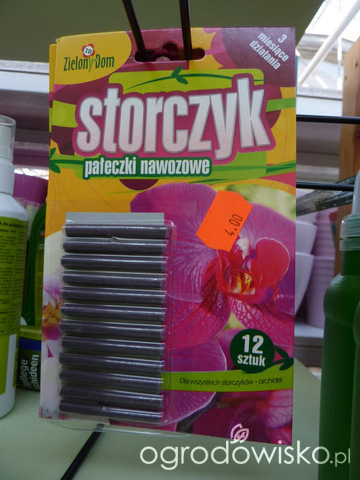 Zielony Dom
3 miesiące działania
storczyk
pałeczki nawozowe
4.00
12
sztuk
Dla wszystkich storczyków - orchidei
ogrodowisko.pl